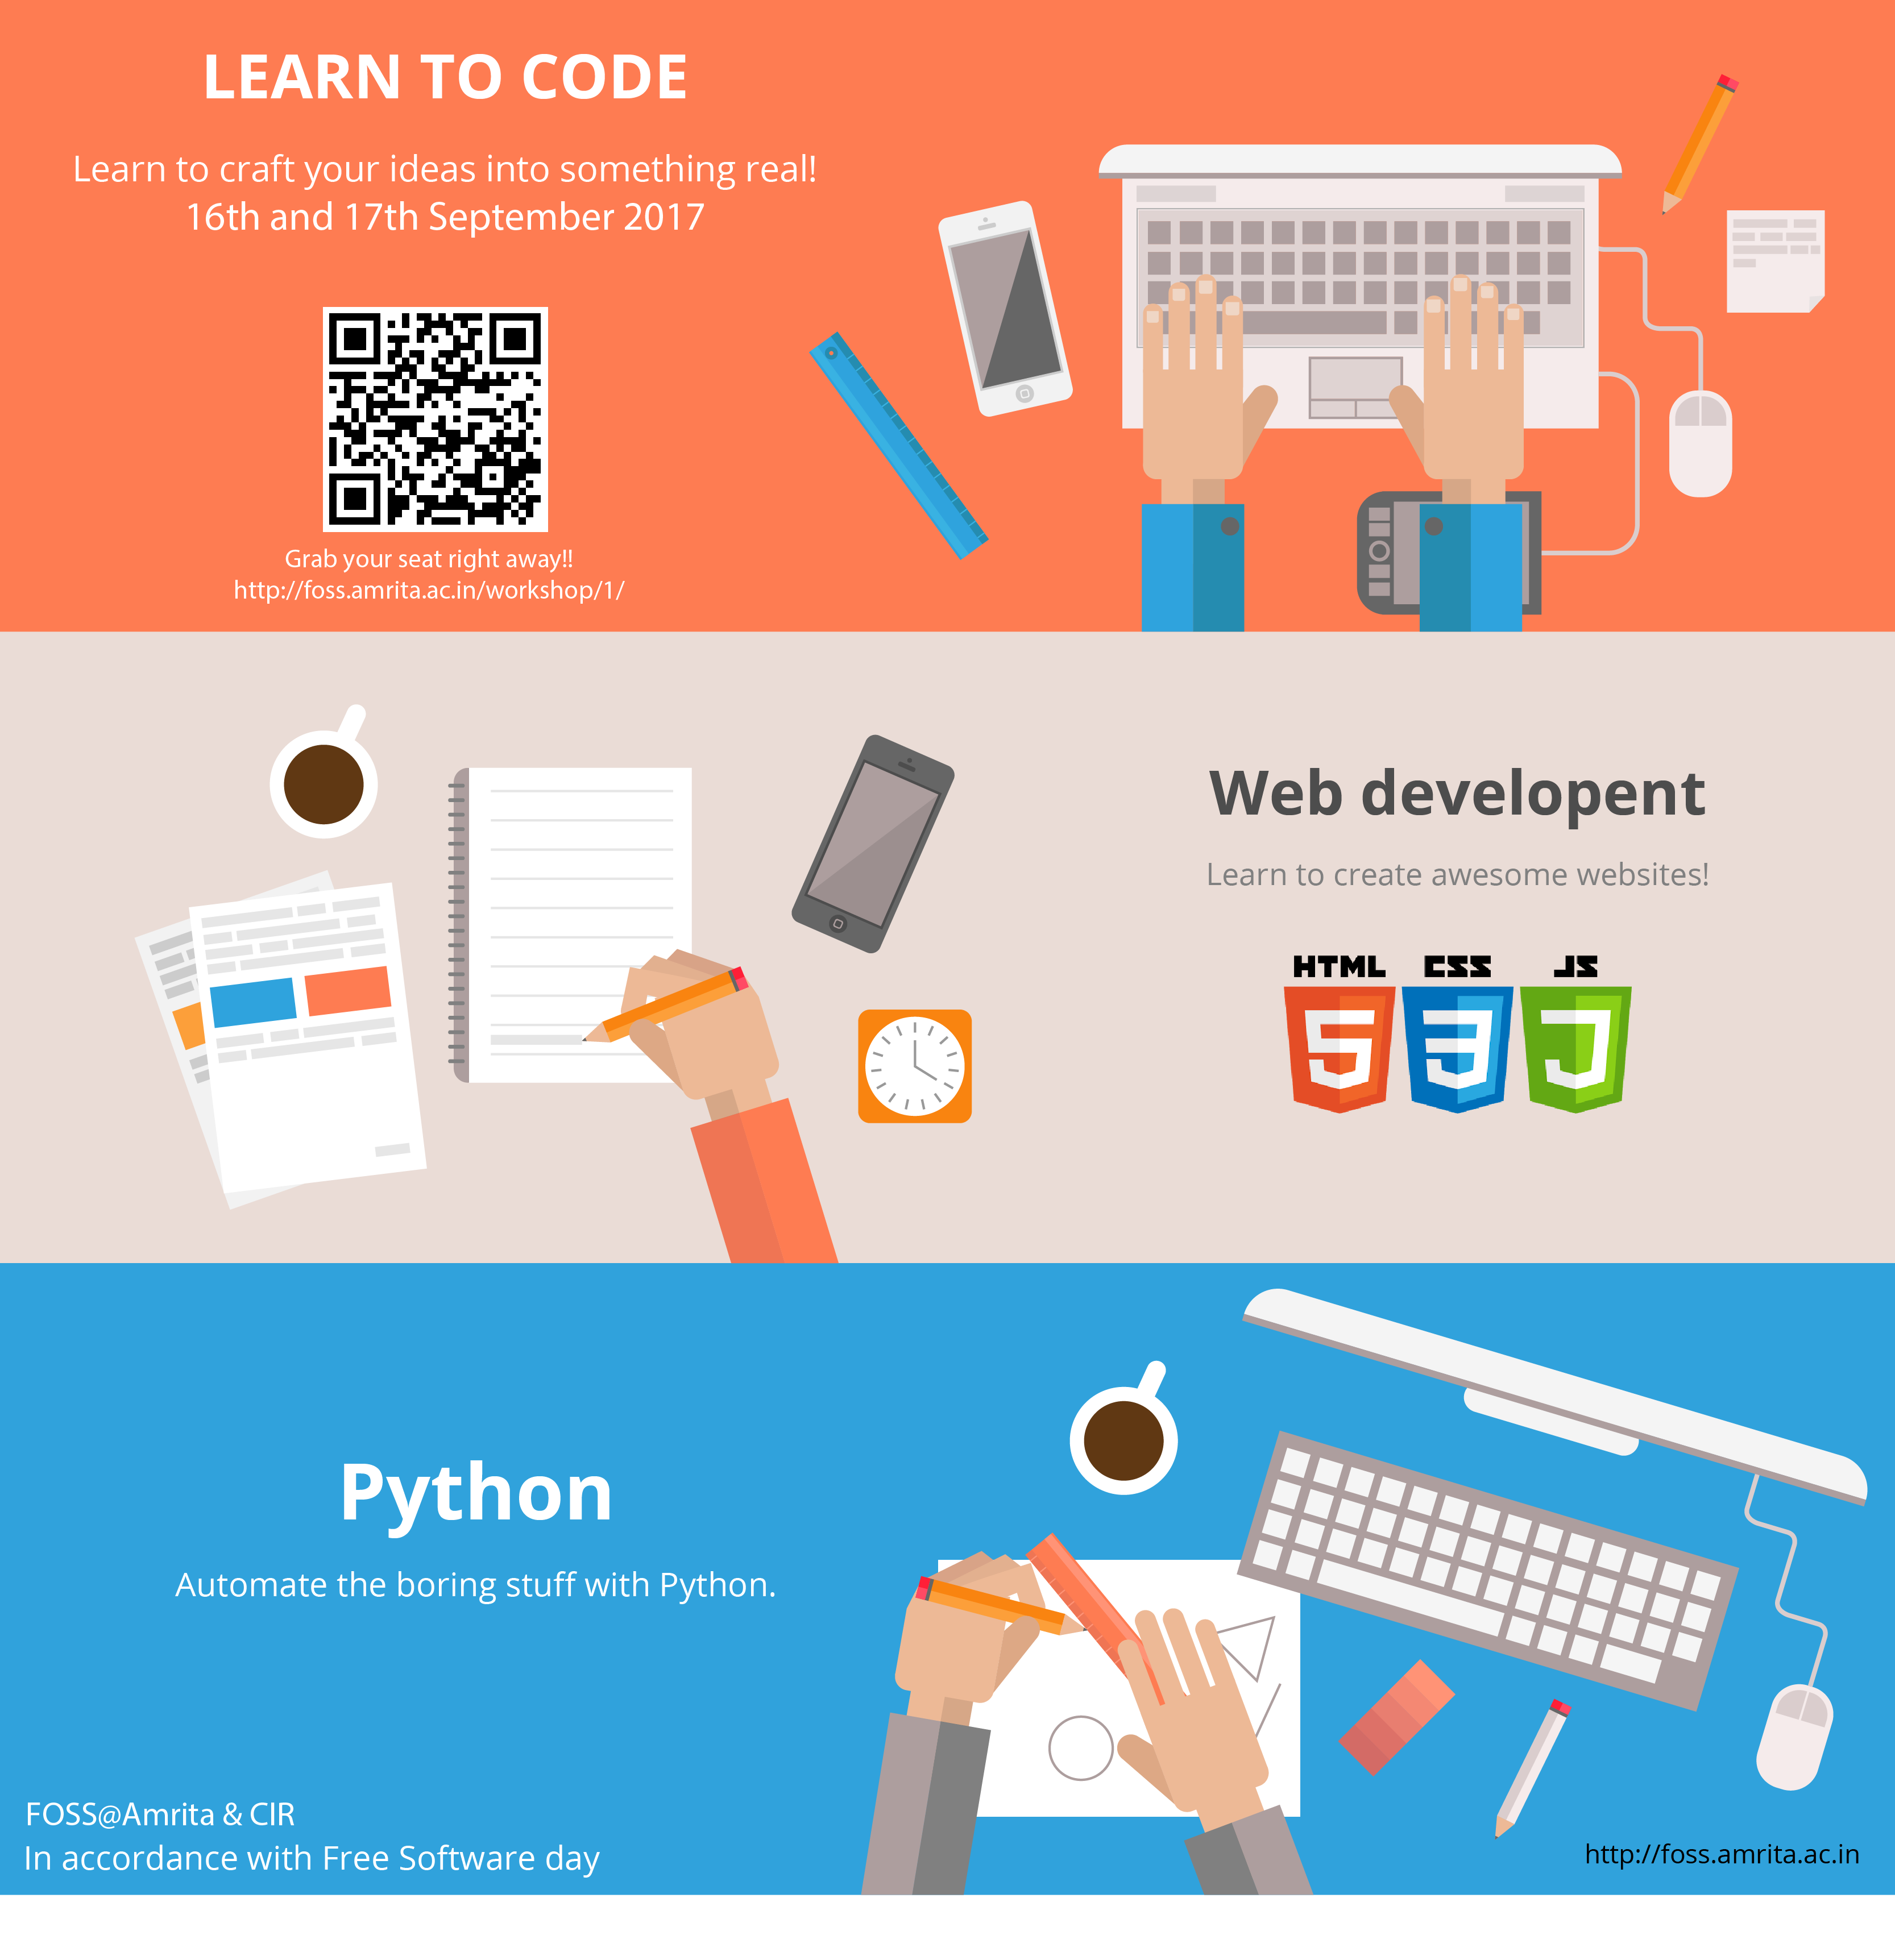 LEARN TO CODE
Learn to craft your ideas into something real!
16th and 17th September 2017
Grab your seat right away!!
http://foss.amrita.ac.in/workshop/1/
Web developent
Learn to create awesome websites!
HTML CSS JS
5 3 J
Python
Automate the boring stuff with Python.
FOSS@Amrita & CIR
In accordance with Free Software day
http://foss.amrita.ac.in